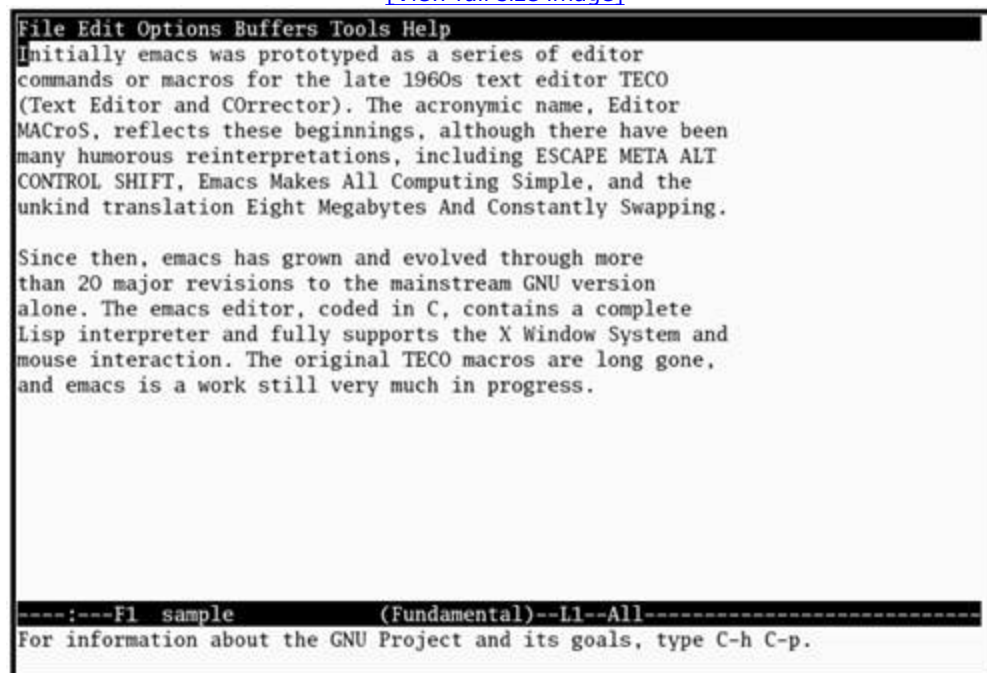 [View full size image]
File Edit Options Buffers Tools Help
Initially emacs was prototyped as a series of editor
commands or macros for the late 1960s text editor TECO
(Text Editor and COrrector). The acronymic name, Editor
MACroS, reflects these beginnings, although there have been
many humorous reinterpretations, including ESCAPE META ALT
CONTROL SHIFT, Emacs Makes All Computing Simple, and the
unkind translation Eight Megabytes And Constantly Swapping.
Since then, emacs has grown and evolved through more
than 20 major revisions to the mainstream GNU version
alone. The emacs editor, coded in C, contains a complete
Lisp interpreter and fully supports the X Window System and
mouse interaction. The original TECO macros are long gone,
and emacs is a work still very much in progress.
----:---F1  sample          (Fundamental)--L1--All----------------------------
For information about the GNU Project and its goals, type C-h C-p.